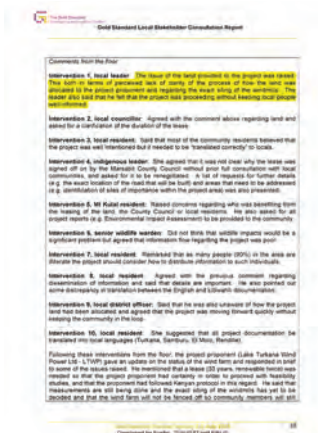 The Gold Standard
Gold Standard Local Stakeholder Consultation Report
Comments from the floor
Intervention 1, local leader: The issue of the land provided to the project was raised.
This both in terms of perceived lack of clarity of the process of how the land was
allocated to the project proponent and regarding the exact siting of the windmills. The
leader also said that he felt that the project was proceeding without keeping local people
well-informed.
Intervention 2, local councillor: Agreed with the comment above regarding land and
asked for a clarification of the duration of the lease.
Intervention 3, local resident: Said that most of the community residents believed that
the project was well intentioned but it needed to be "translated correctly" to locals.
Intervention 4, indigenous leader: She agreed that it was not clear why the lease was
signed off on by the Marsabit County Council without prior full consultation with local
communities, and asked for it to be renegotiated. A lot of requests for further details
(e.g. the exact location of the road that will be built) and areas that need to be addressed
(e.g. identification of sites of importance within the project area) was also presented.
Intervention 5, Mt Kulal resident: Raised concerns regarding who was benefiting from
the leasing of the land, the County Council or local residents. He also asked for all
project reports (e.g. Environmental Impact Assessment) to be provided to the community.
Intervention 6, senior wildlife warden: Did not think that wildlife impacts would be a
significant problem but agreed that information flow regarding the project was poor.
Intervention 7, local resident: Remarked that as many people (80%) in the area are
illiterate the project should consider how to distribute information to such individuals.
Intervention 8, local resident: Agreed with the previous comment regarding
dissemination of information and said that details are important. He also pointed out
some discrepancy in translation between the English and kiSwahili documentation.
Intervention 9, local district officer: Said that he was also unaware of how the project
land had been allocated and agreed that the project was moving forward quickly without
keeping the community in the loop.
Intervention 10, local resident: She suggested that all project documentation be
translated into local languages (Turkana, Samburu, El Molo, Rendille).
Following these interventions from the floor, the project proponent (Lake Turkana Wind
Power Ltd - LTWP) gave an update on the status of the wind farm and responded in brief
to some of the issues raised. He mentioned that a lease (33 years, renewable twice) was
needed so that the project proponent had certainty in order to proceed with feasibility
studies, and that the proponent had followed Kenyan protocol in this regard. He said that
measurements are still being done and the exact siting of the windmills has yet to be
decided and that the wind farm will not be fenced off so community members will still